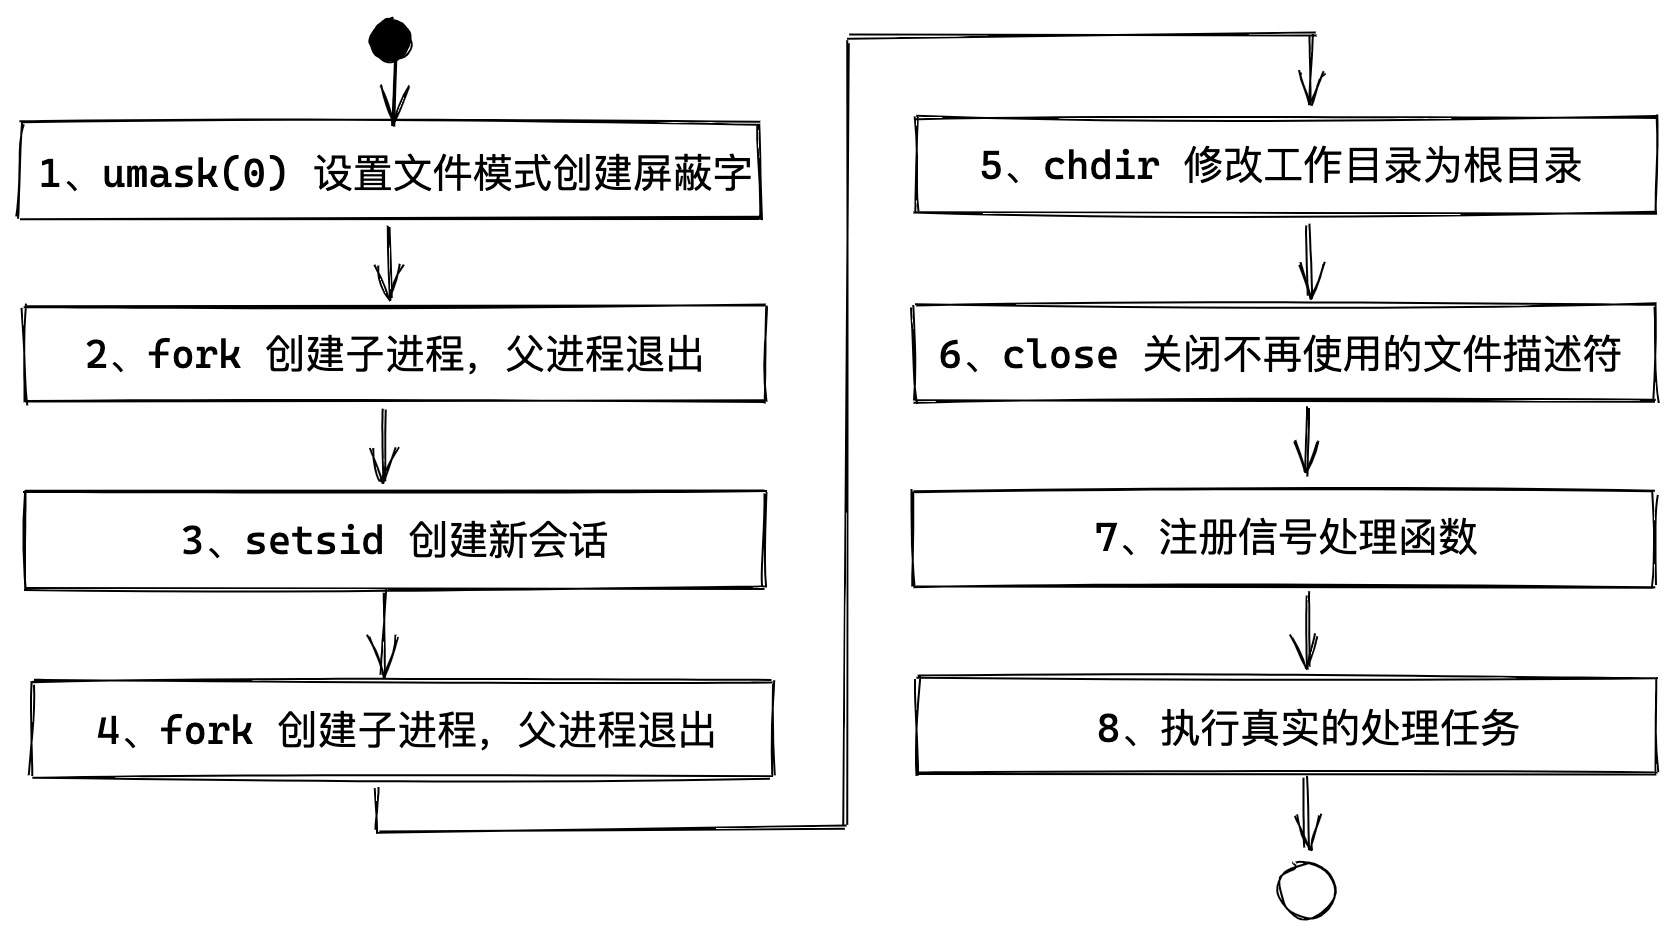 1、umask(0) 设置文件模式创建屏蔽字
2、fork 创建子进程，父进程退出
3、setsid 创建新会话
4、fork 创建子进程，父进程退出
5、chdir 修改工作目录为根目录
6、close 关闭不再使用的文件描述符
7、注册信号处理函数
8、执行真实的处理任务